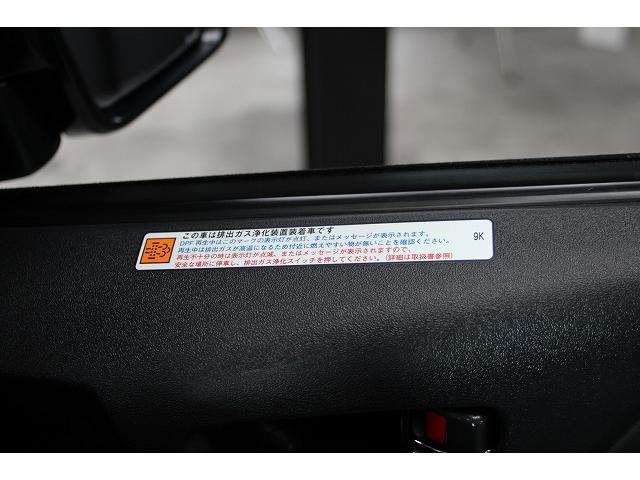 この車は排出ガス浄化装置装着車です
DPF再生中はこのマークの表示灯が点灯、またはメッセージが表示されます。
再生中は排出ガスが高温になるため付近に燃えやすい物が無いことを確認ください。
再生不十分の時は表示灯が点滅、またはメッセージが表示されますので、
安全な場所に停車し、排出ガス浄化スイッチを押してください。(詳細は取扱書参照)
9K